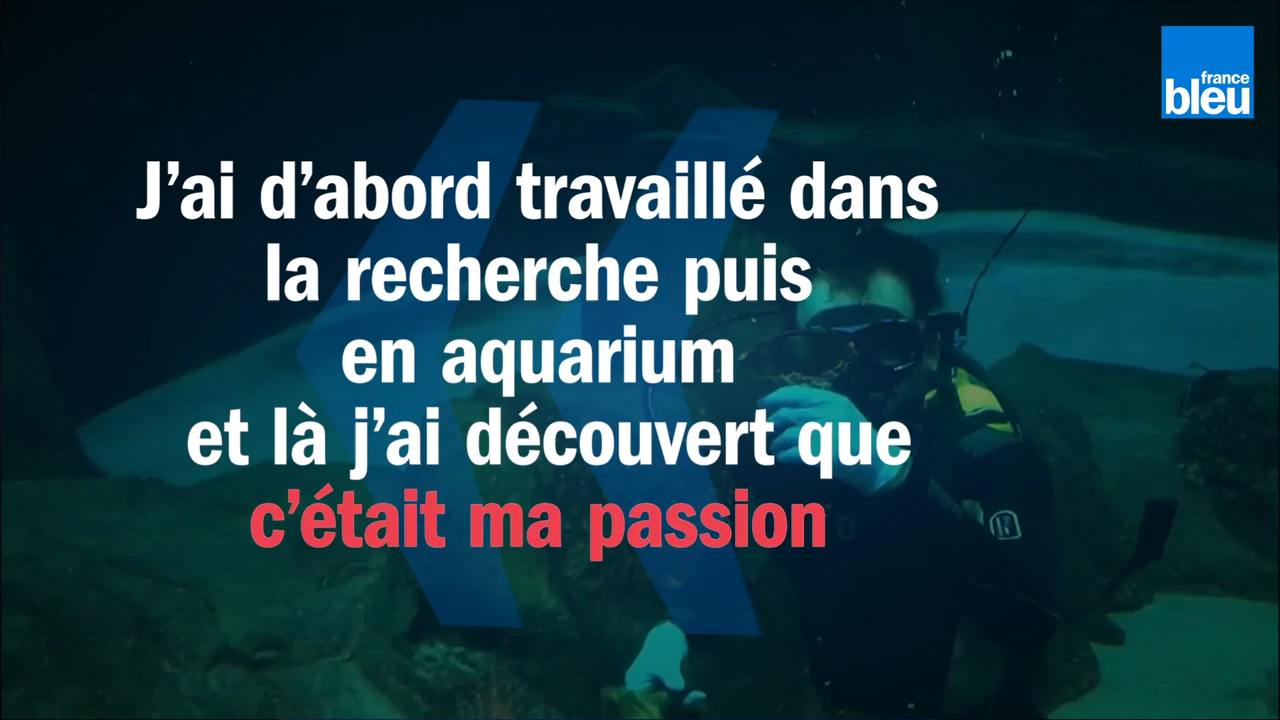 france
bleu
J’ai d’abord travaillé dans
la recherche puis
en aquarium
et là j’ai découvert que
c’était ma passion